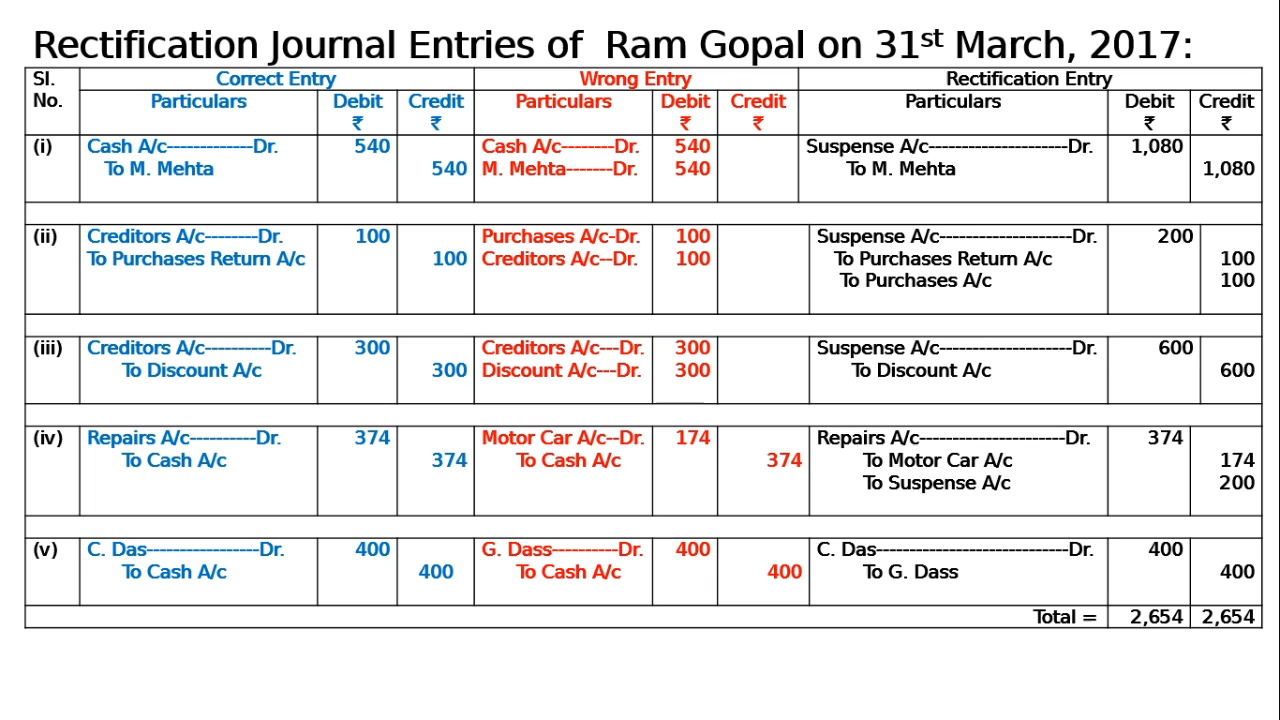 Rectification Journal Entries of Ram Gopal on 31st March, 2017:
Sl. Correct Entry Wrong Entry Rectification Entry
No. Particulars Debit Credit Particulars Debit Credit Particulars Debit Credit
₹ ₹ ₹ ₹ ₹ ₹
(i) Cash A/c-------------Dr. 540 Cash A/c--------Dr. 540 Suspense A/c---------------------Dr. 1,080
To M. Mehta 540 M. Mehta-------Dr. 540 To M. Mehta 1,080
(ii) Creditors A/c--------Dr. 100 Purchases A/c-Dr. 100 Suspense A/c--------------------Dr. 200
To Purchases Return A/c 100 Creditors A/c--Dr. 100 To Purchases Return A/c 100
To Purchases A/c 100
(iii) Creditors A/c----------Dr. 300 Creditors A/c---Dr. 300 Suspense A/c--------------------Dr. 600
To Discount A/c 300 Discount A/c---Dr. 300 To Discount A/c 600
(iv) Repairs A/c----------Dr. 374 Motor Car A/c--Dr. 174 Repairs A/c----------------------Dr. 374
To Cash A/c 374 To Cash A/c 374 To Motor Car A/c 174
To Suspense A/c 200
(v) C. Das-----------------Dr. 400 G. Dass----------Dr. 400 C. Das-----------------------------Dr. 400
To Cash A/c 400 To Cash A/c 400 To G. Dass 400
Total = 2,654 2,654